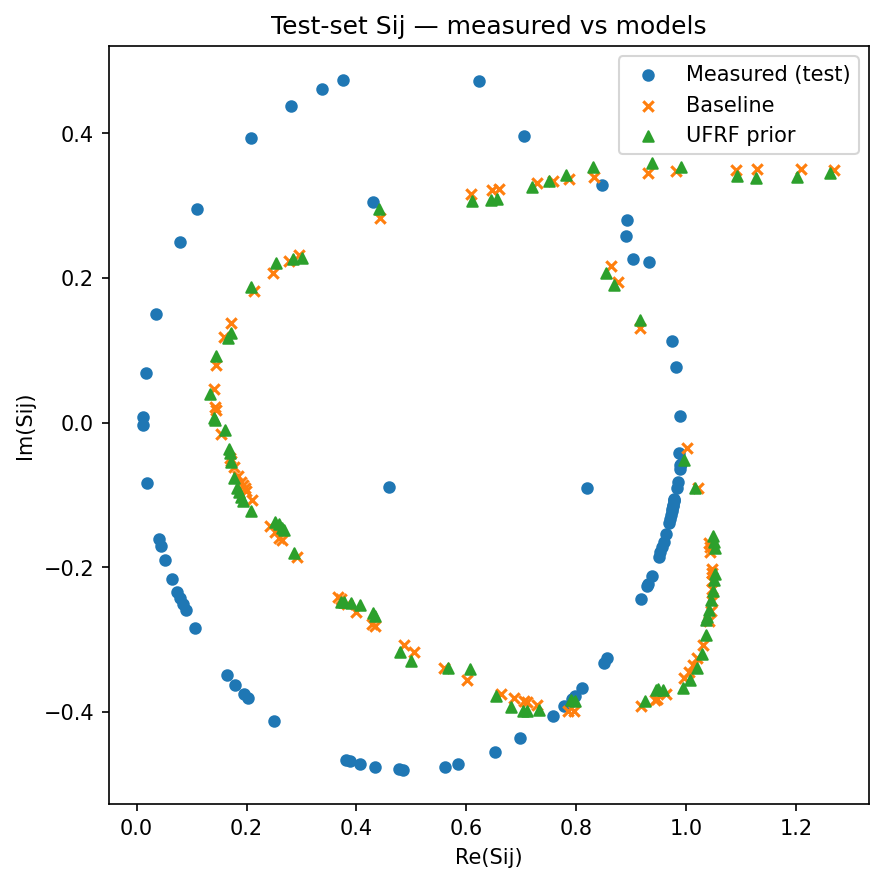 Test-set Sij — measured vs models
Measured (test)
Baseline
UFRF prior
Im(Sij)
0.4
0.2
0.0
−0.2
−0.4
0.0 0.2 0.4 0.6 0.8 1.0 1.2
Re(Sij)